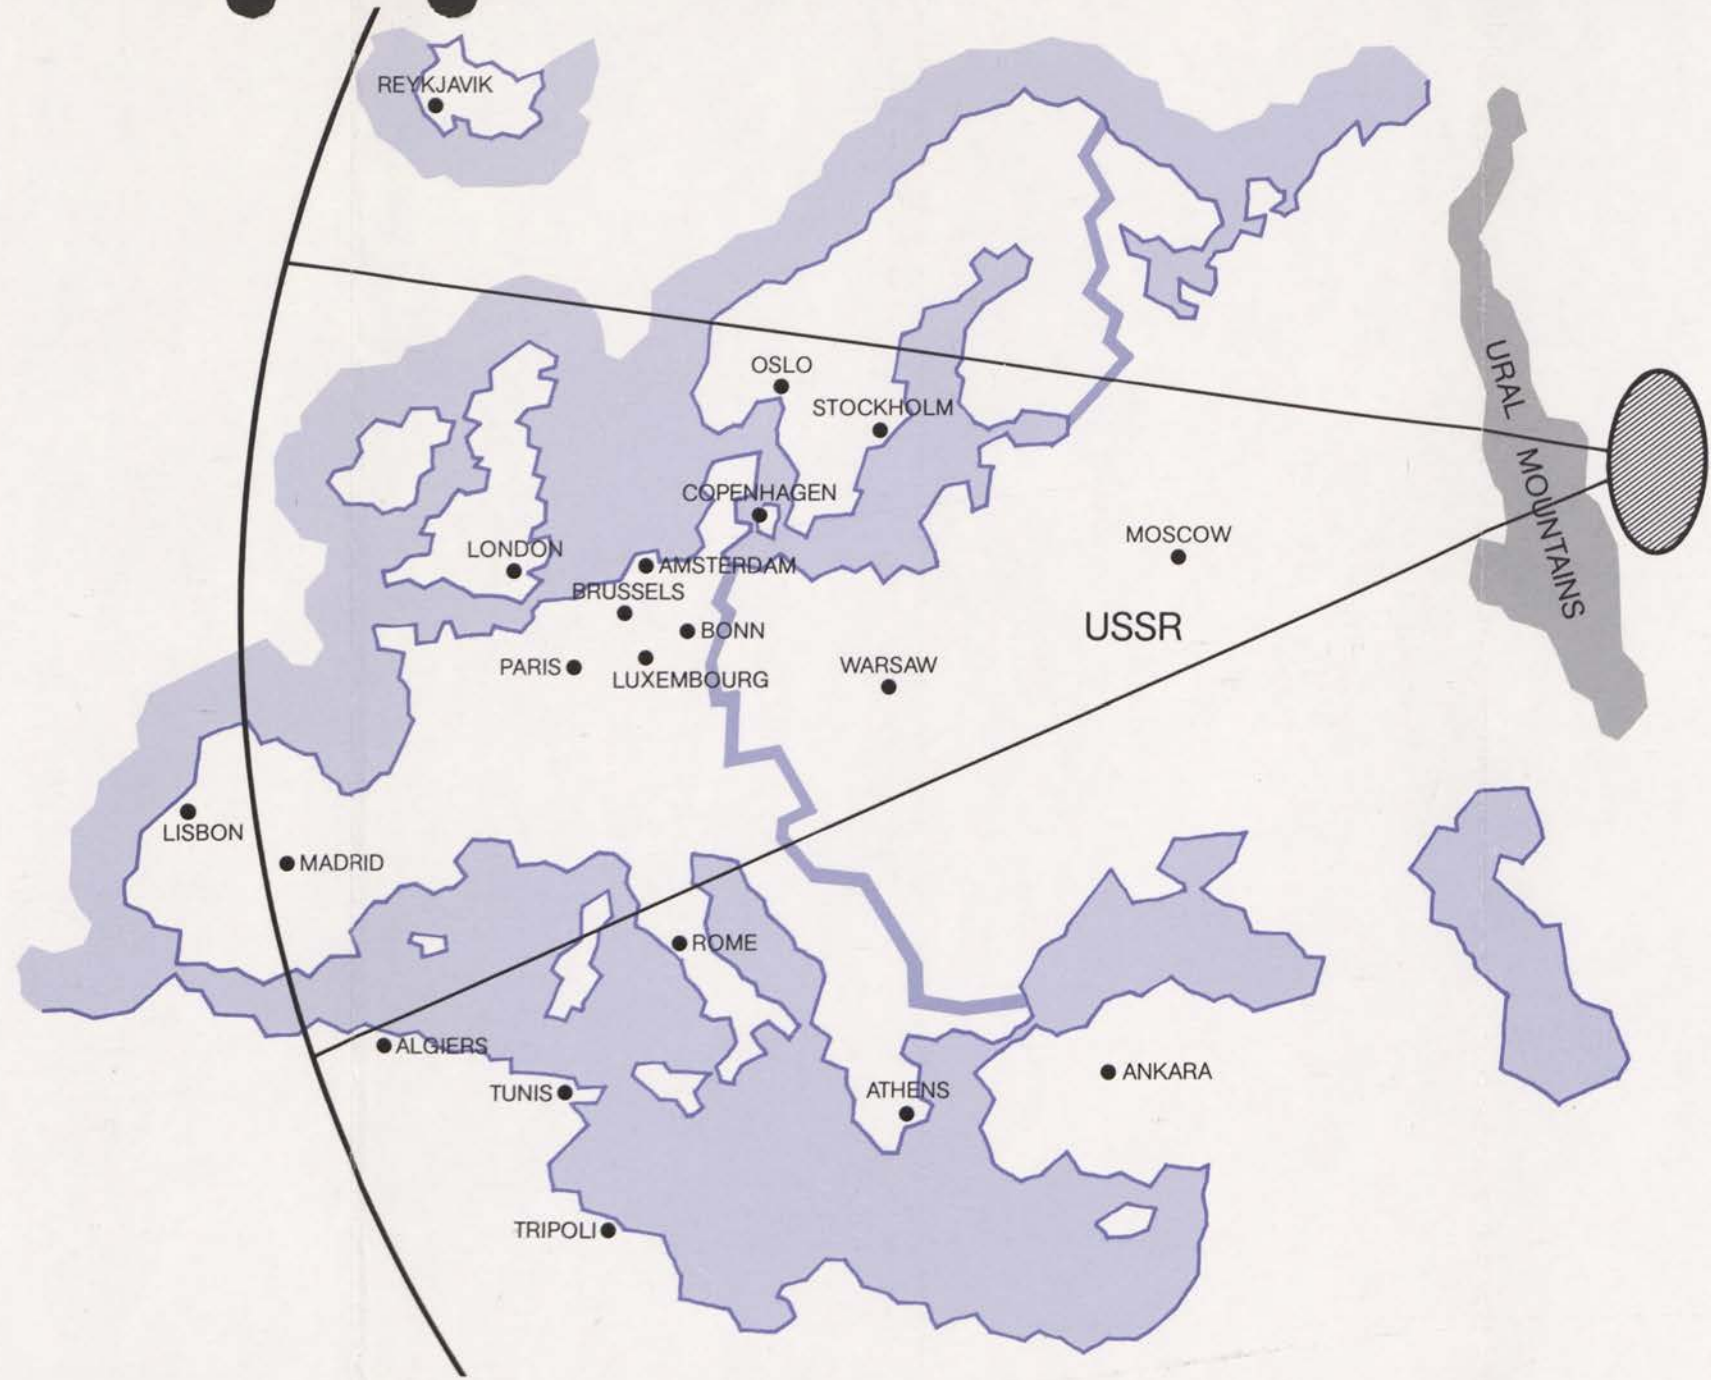 REYKJAVIK
OSLO
STOCKHOLM
COPENHAGEN
LONDON
AMSTERDAM
BRUSSELS
BONN
PARIS
LUXEMBOURG
WARSAW
MOSCOW
USSR
URAL MOUNTAINS
LISBON
MADRID
ROME
ALGIERS
TUNIS
ATHENS
ANKARA
TRIPOLI